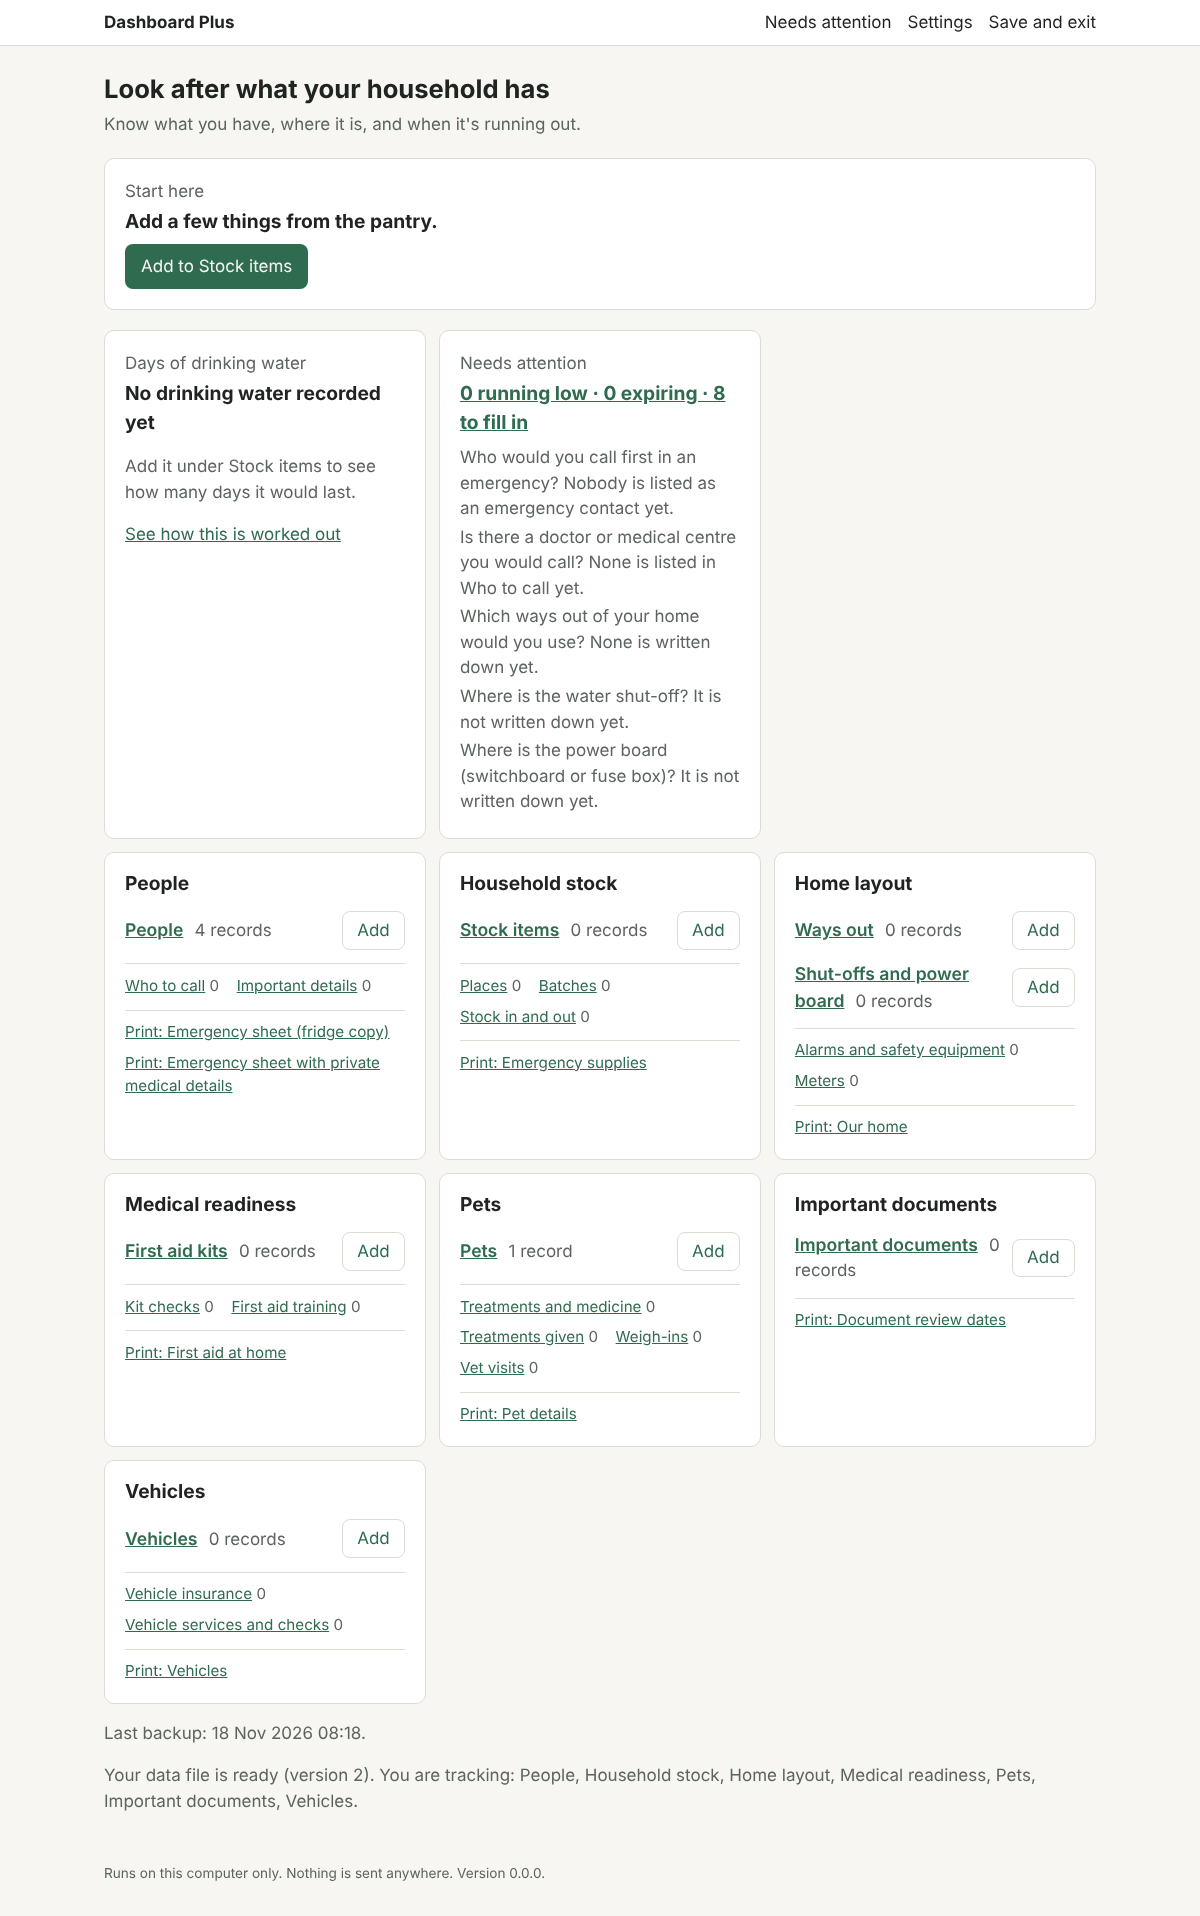 Dashboard Plus
Needs attention Settings Save and exit
Look after what your household has
Know what you have, where it is, and when it's running out.
Start here
Add a few things from the pantry.
Add to Stock items
Days of drinking water
No drinking water recorded
yet
Add it under Stock items to see
how many days it would last.
See how this is worked out
Needs attention
0 running low · 0 expiring · 8
to fill in
Who would you call first in an
emergency? Nobody is listed as
an emergency contact yet.
Is there a doctor or medical centre
you would call? None is listed in
Who to call yet.
Which ways out of your home
would you use? None is written
down yet.
Where is the water shut-off? It is
not written down yet.
Where is the power board
(switchboard or fuse box)? It is not
written down yet.
People
People 4 records Add
Who to call 0 Important details 0
Print: Emergency sheet (fridge copy)
Print: Emergency sheet with private
medical details
Household stock
Stock items 0 records Add
Places 0 Batches 0
Stock in and out 0
Print: Emergency supplies
Home layout
Ways out 0 records Add
Shut-offs and power
board 0 records Add
Alarms and safety equipment 0
Meters 0
Print: Our home
Medical readiness
First aid kits 0 records Add
Kit checks 0 First aid training 0
Print: First aid at home
Pets
Pets 1 record Add
Treatments and medicine 0
Treatments given 0 Weigh-ins 0
Vet visits 0
Print: Pet details
Important documents
Important documents 0
records Add
Print: Document review dates
Vehicles
Vehicles 0 records Add
Vehicle insurance 0
Vehicle services and checks 0
Print: Vehicles
Last backup: 18 Nov 2026 08:18.
Your data file is ready (version 2). You are tracking: People, Household stock, Home layout, Medical readiness, Pets,
Important documents, Vehicles.
Runs on this computer only. Nothing is sent anywhere. Version 0.0.0.